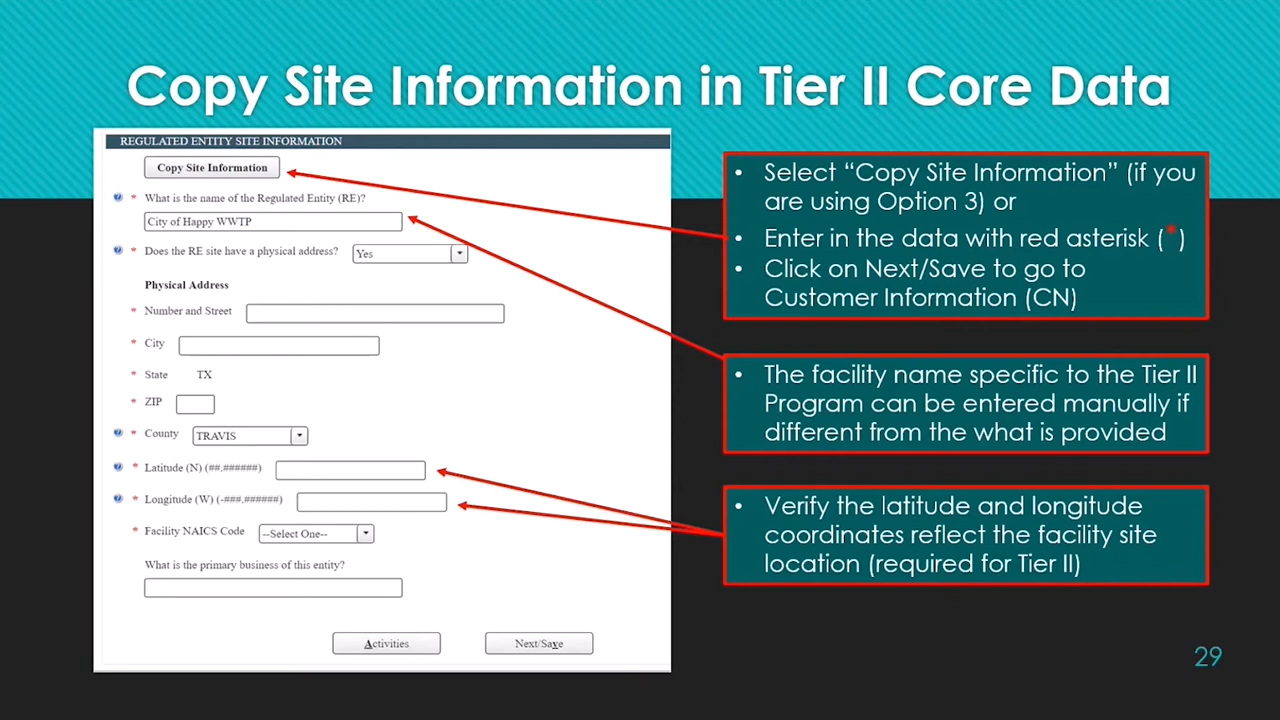 Copy Site Information in Tier II Core Data
REGULATED ENTITY SITE INFORMATION
Copy Site Information
* What is the name of the Regulated Entity (RE)?
City of Happy WWTP
* Does the RE site have a physical address? Yes
Physical Address
* Number and Street
* City
* State TX
* ZIP
* County TRAVIS
* Latitude (N) (##.######)
* Longitude (W) (-###.######)
* Facility NAICS Code --Select One--
What is the primary business of this entity?
Activities Next/Save
• Select “Copy Site Information” (if you
are using Option 3) or
• Enter in the data with red asterisk (*)
• Click on Next/Save to go to
Customer Information (CN)
• The facility name specific to the Tier II
Program can be entered manually if
different from the what is provided
• Verify the latitude and longitude
coordinates reflect the facility site
location (required for Tier II)
29